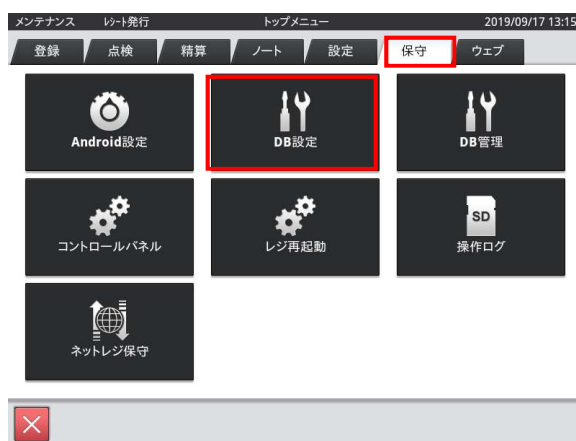 メンテナンス ﾚｼｰﾄ発行 トップメニュー 2019/09/17 13:15
登録 点検 精算 ノート 設定 保守 ウェブ
Android設定 DB設定 DB管理
SD
コントロールパネル レジ再起動 操作ログ
ネットレジ保守